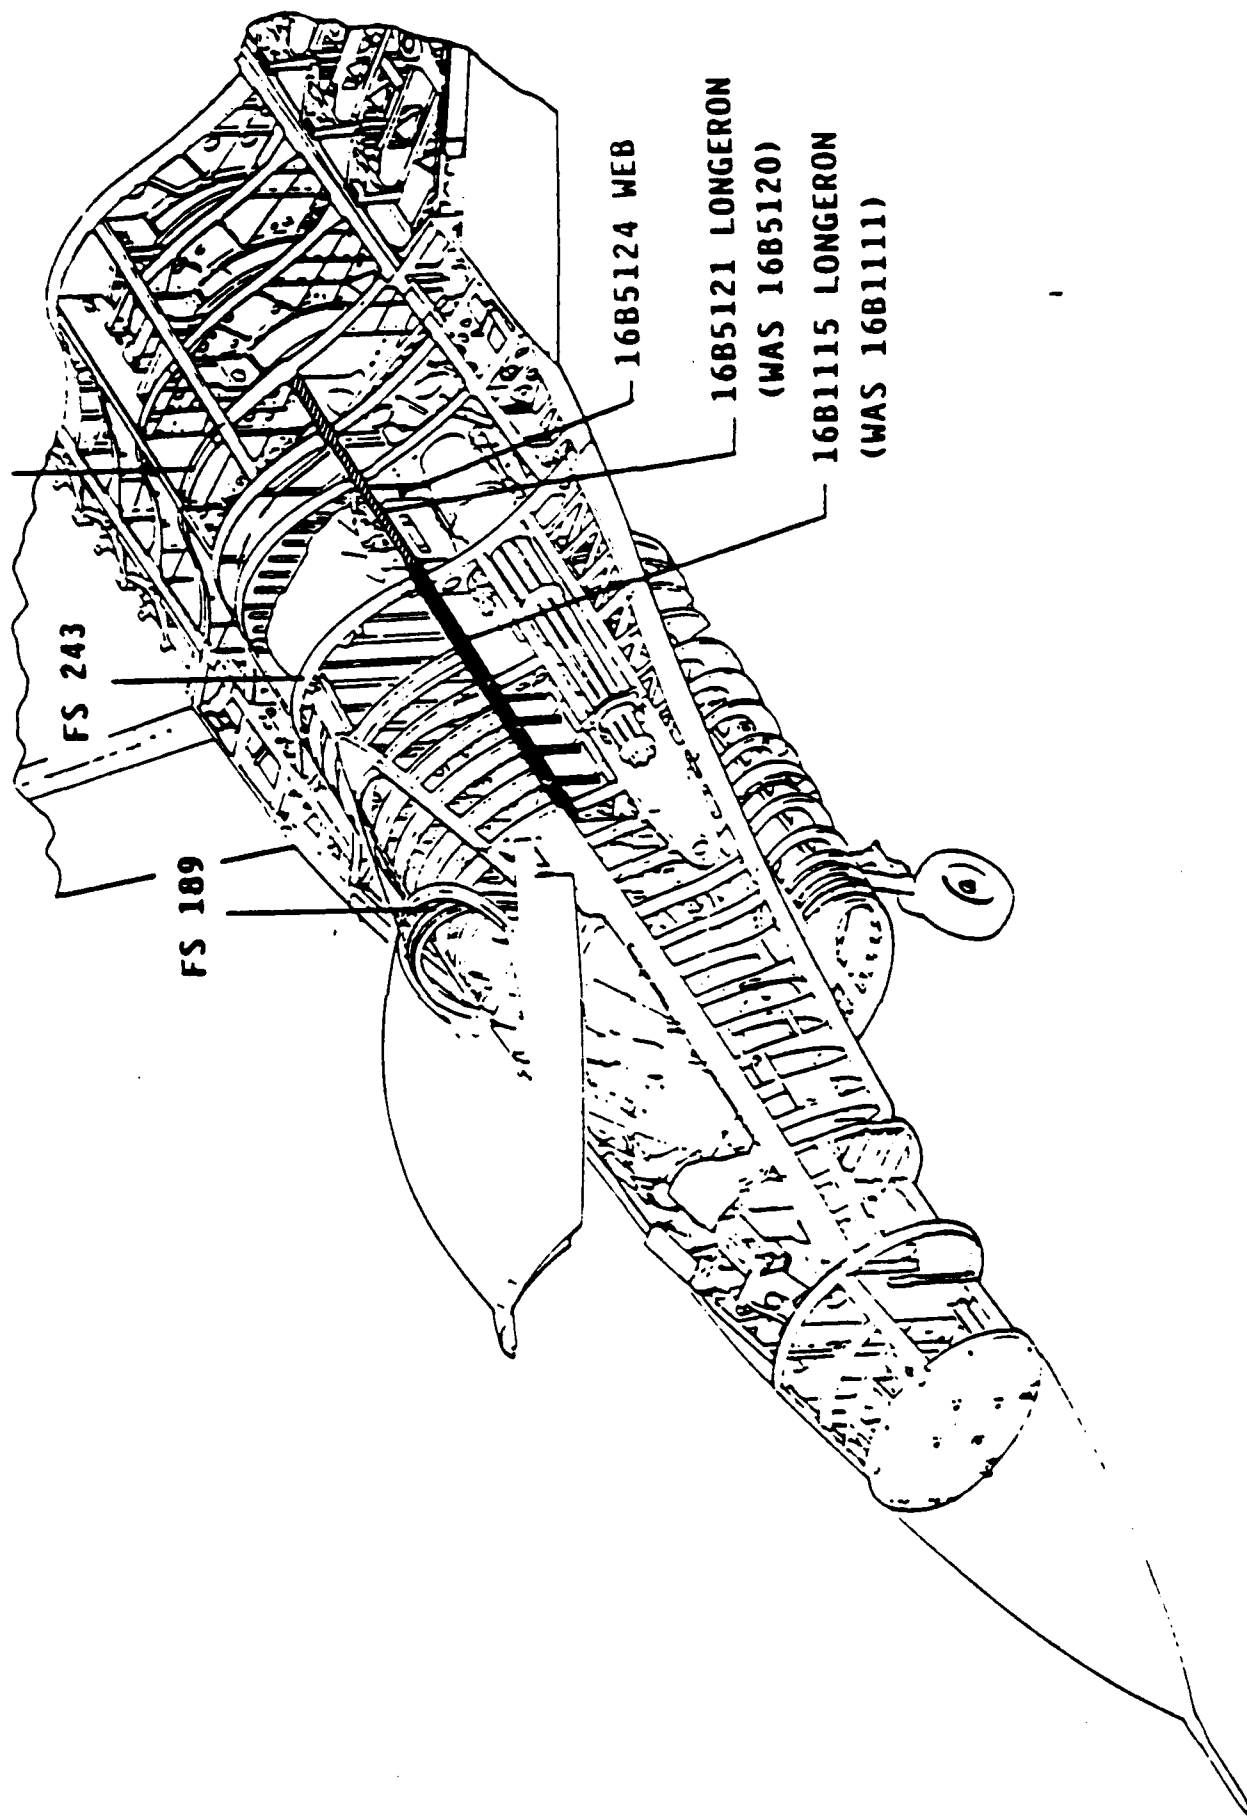 FS 243
FS 189
16B5124 WEB
16B5121 LONGERON
(WAS 16B5120)
16B1115 LONGERON
(WAS 16B1111)